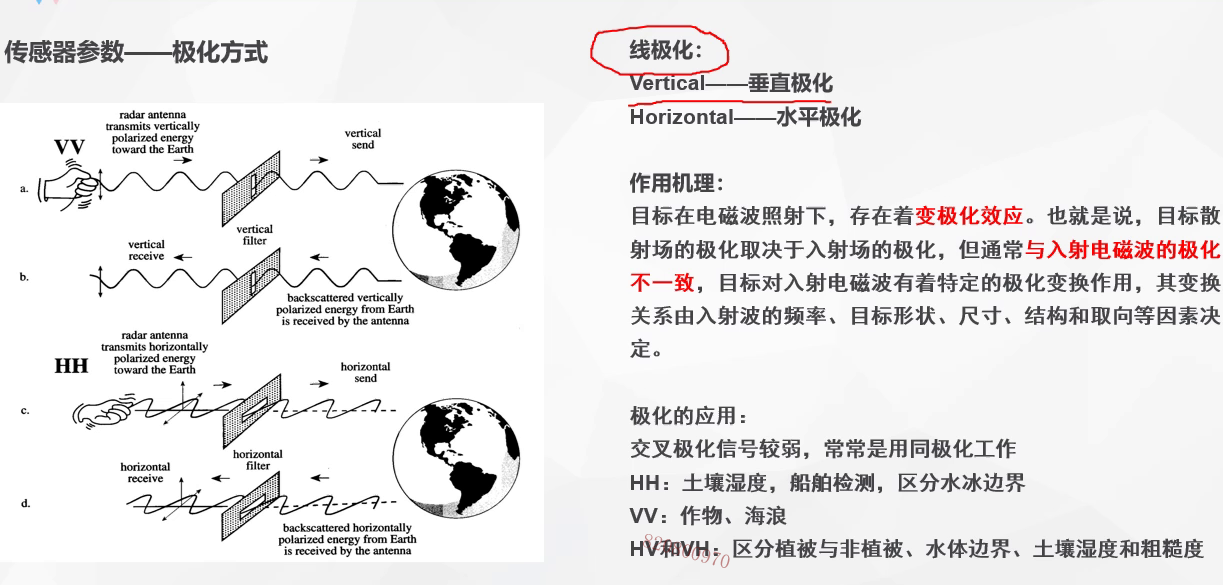 传感器参数——极化方式
radar antenna
transmits vertically
polarized energy
toward the Earth
VV
vertical
send
a.
vertical
filter
vertical
receive
b.
backscattered vertically
polarized energy from Earth
is received by the antenna
radar antenna
transmits horizontally
polarized energy
toward the Earth
HH
horizontal
send
c.
horizontal
filter
horizontal
receive
d.
backscattered horizontally
polarized energy from Earth
is received by the antenna
线极化：
Vertical——垂直极化
Horizontal——水平极化
作用机理：
目标在电磁波照射下，存在着变极化效应。也就是说，目标散
射场的极化取决于入射场的极化，但通常与入射电磁波的极化
不一致，目标对入射电磁波有着特定的极化变换作用，其变换
关系由入射波的频率、目标形状、尺寸、结构和取向等因素决
定。
极化的应用：
交叉极化信号较弱，常常是用同极化工作
HH：土壤湿度，船舶检测，区分水冰边界
VV：作物、海浪
HV和VH：区分植被与非植被、水体边界、土壤湿度和粗糙度